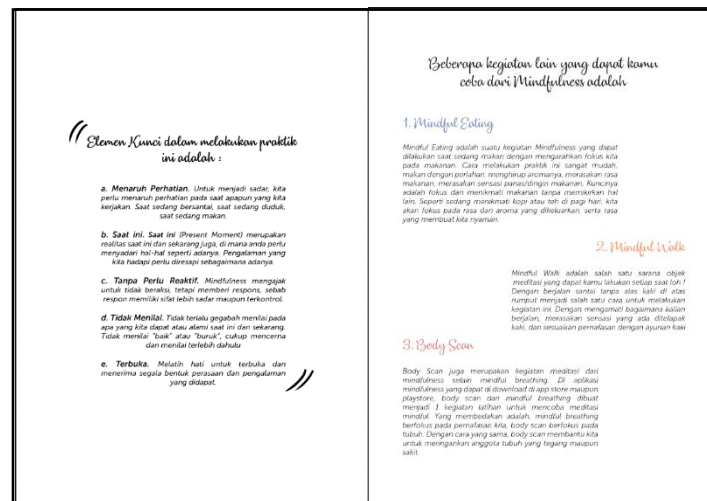 Elemen Kunci dalam melakukan praktik
ini adalah :
a. Menaruh Perhatian. Untuk menjadi sadar, kita
perlu menaruh perhatian pada saat apapun yang kita
kerjakan. Saat sedang bersantai, saat sedang duduk,
saat sedang makan.
b. Saat ini. Saat ini (Present Moment) merupakan
realitas saat ini dan sekarang juga, di mana anda perlu
menyadari hal-hal seperti adanya. Pengalaman yang
kita hadapi perlu diresapi sebagaimana adanya.
c. Tanpa Perlu Reaktif. Mindfulness mengajak
untuk tidak beraksi, tetapi memberi respons, sebab
respon memiliki sifat lebih sadar maupun terkontrol.
d. Tidak Menilai. Tidak terlalu gegabah menilai pada
apa yang kita dapat atau alami saat ini dan sekarang.
Tidak menilai "baik" atau "buruk", cukup mencerna
dan menilai terlebih dahulu
e. Terbuka. Melatih hati untuk terbuka dan
menerima segala bentuk perasaan dan pengalaman
yang didapat.
Beberapa kegiatan lain yang dapat kamu
coba dari Mindfulness adalah
1. Mindful Eating
Mindful Eating adalah suatu kegiatan Mindfulness yang dapat
dilakukan saat sedang makan dengan mengarahkan fokus kita
pada makanan. Cara melakukan praktik ini sangat mudah,
makan dengan perlahan, menghirup aromanya, merasakan rasa
makanan, merasakan sensasi panas/dingin makanan. Kuncinya
adalah fokus dan menikmati makanan tanpa memikirkan hal
lain. Seperti sedang menikmati kopi atau teh di pagi hari, kita
akan fokus pada rasa dan aroma yang dikeluarkan, serta rasa
yang membuat kita nyaman.
2. Mindful Walk
Mindful Walk adalah salah satu sarana objek
meditasi yang dapat kamu lakukan setiap saat loh !
Dengan berjalan santai tanpa alas kaki di atas
rumput menjadi salah satu cara untuk melakukan
kegiatan ini. Dengan mengamati bagaimana kalian
berjalan, merasakan sensasi yang ada ditelapak
kaki, dan sesuaikan pernafasan dengan ayunan kaki
3. Body Scan
Body Scan juga merupakan kegiatan meditasi dari
mindfulness selain mindful breathing. Di aplikasi
mindfulness yang dapat di download di app store maupun
playstore, body scan dan mindful breathing dibuat
menjadi 1 kegiatan latihan untuk mencoba meditasi
mindful. Yang membedakan adalah, mindful breathing
berfokus pada pernafasan kita, body scan berfokus pada
tubuh. Dengan cara yang sama, body scan membantu kita
untuk meringankan anggota tubuh yang tegang maupun
sakit.